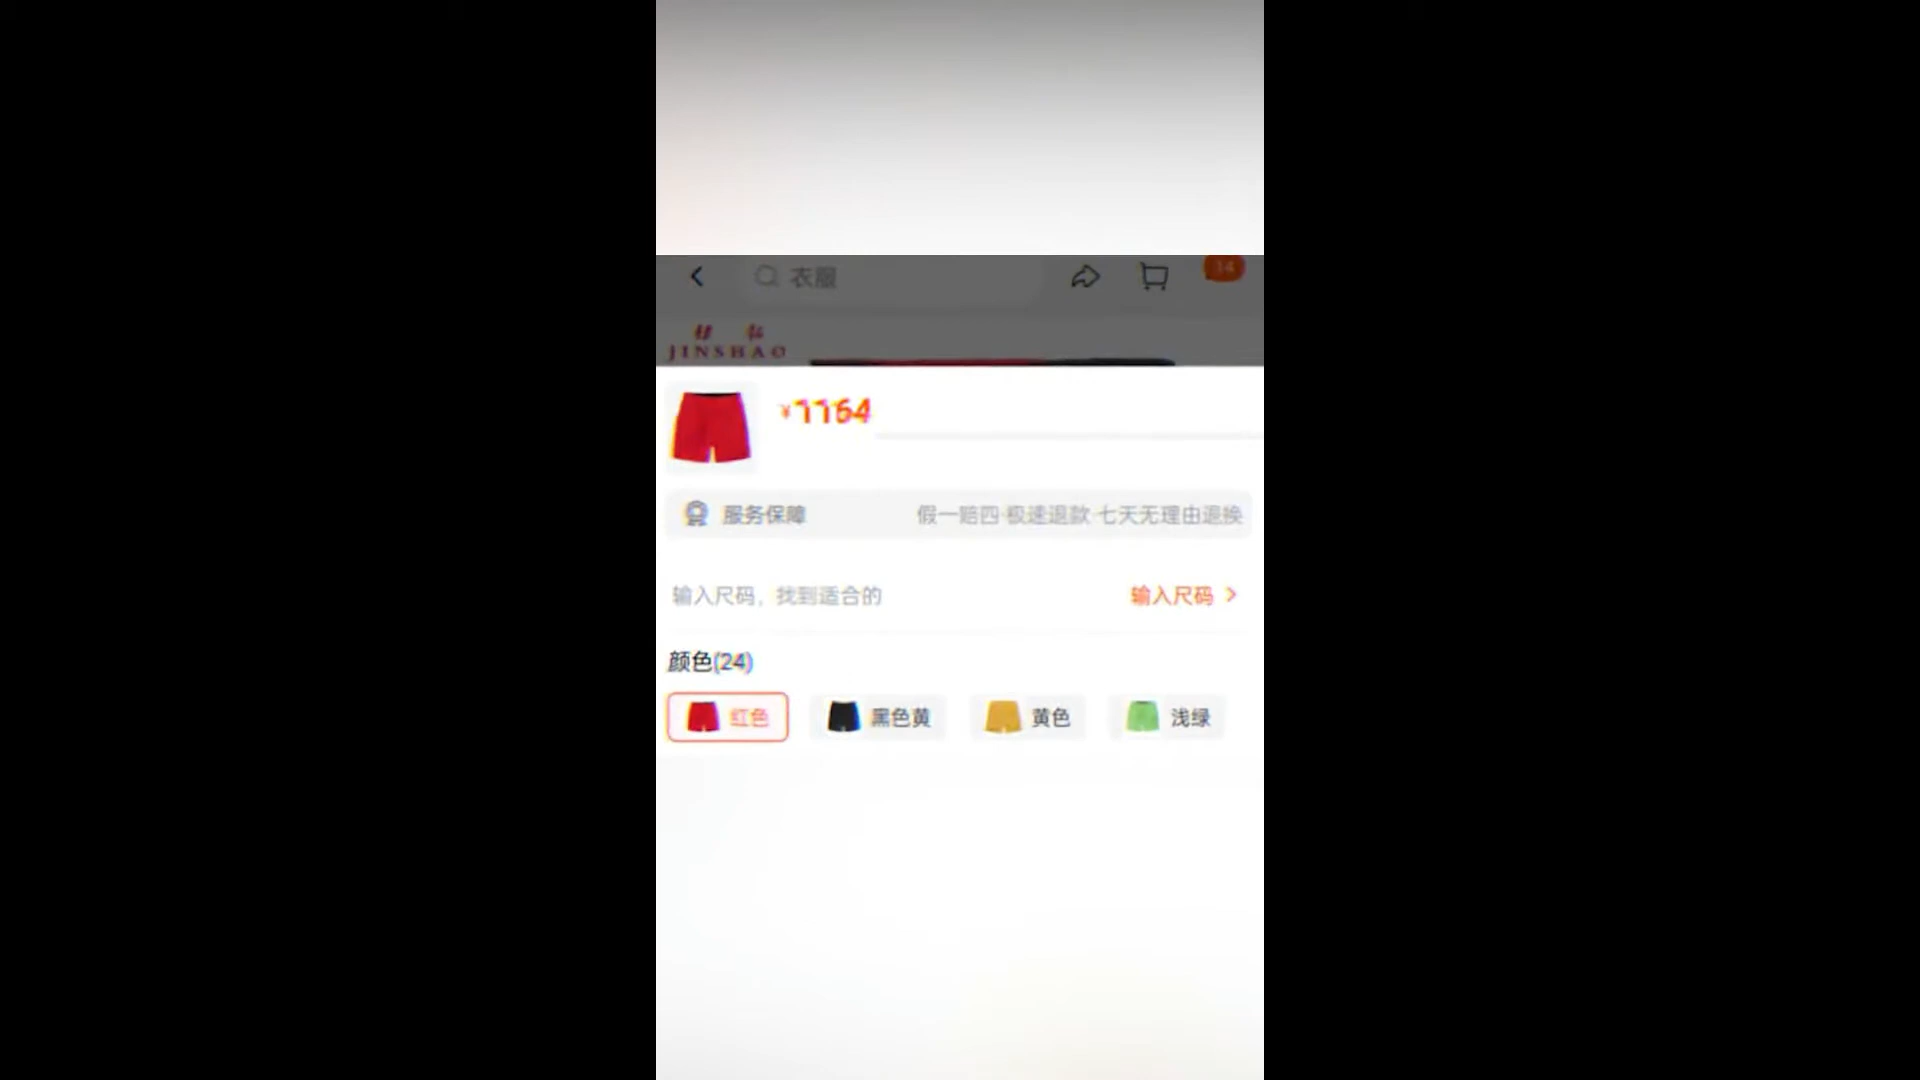 衣服
14
JINSHAO
¥1164
服务保障
假一赔四·极速退款·七天无理由退换
输入尺码，找到适合的
输入尺码 >
颜色(24)
红色
黑色黄
黄色
浅绿